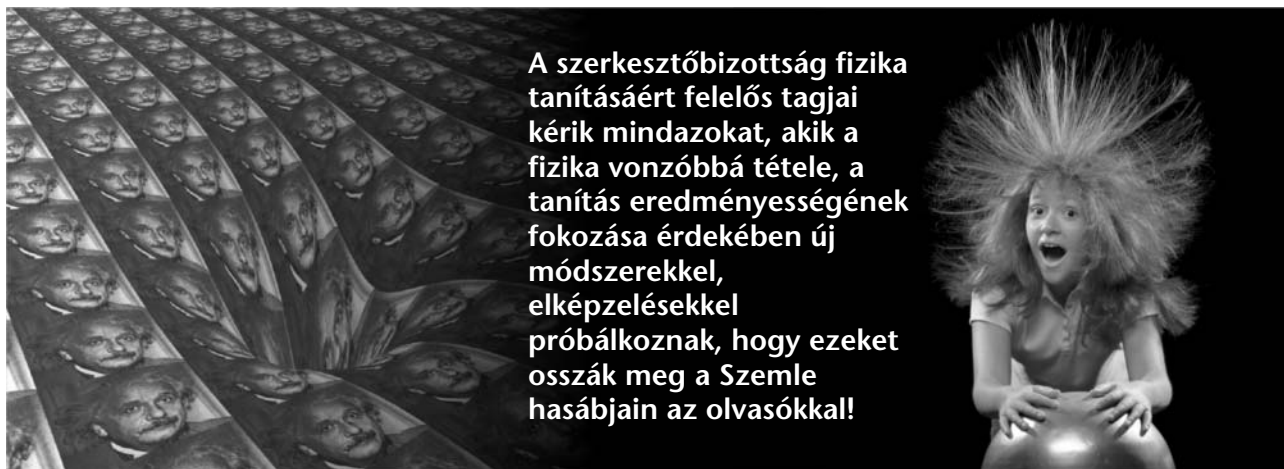 A szerkesztőbizottság fizika
tanításáért felelős tagjai
kérik mindazokat, akik a
fizika vonzóbbá tétele, a
tanítás eredményességének
fokozása érdekében új
módszerekkel,
elképzelésekkel
próbálkoznak, hogy ezeket
osszák meg a Szemle
hasábjain az olvasókkal!